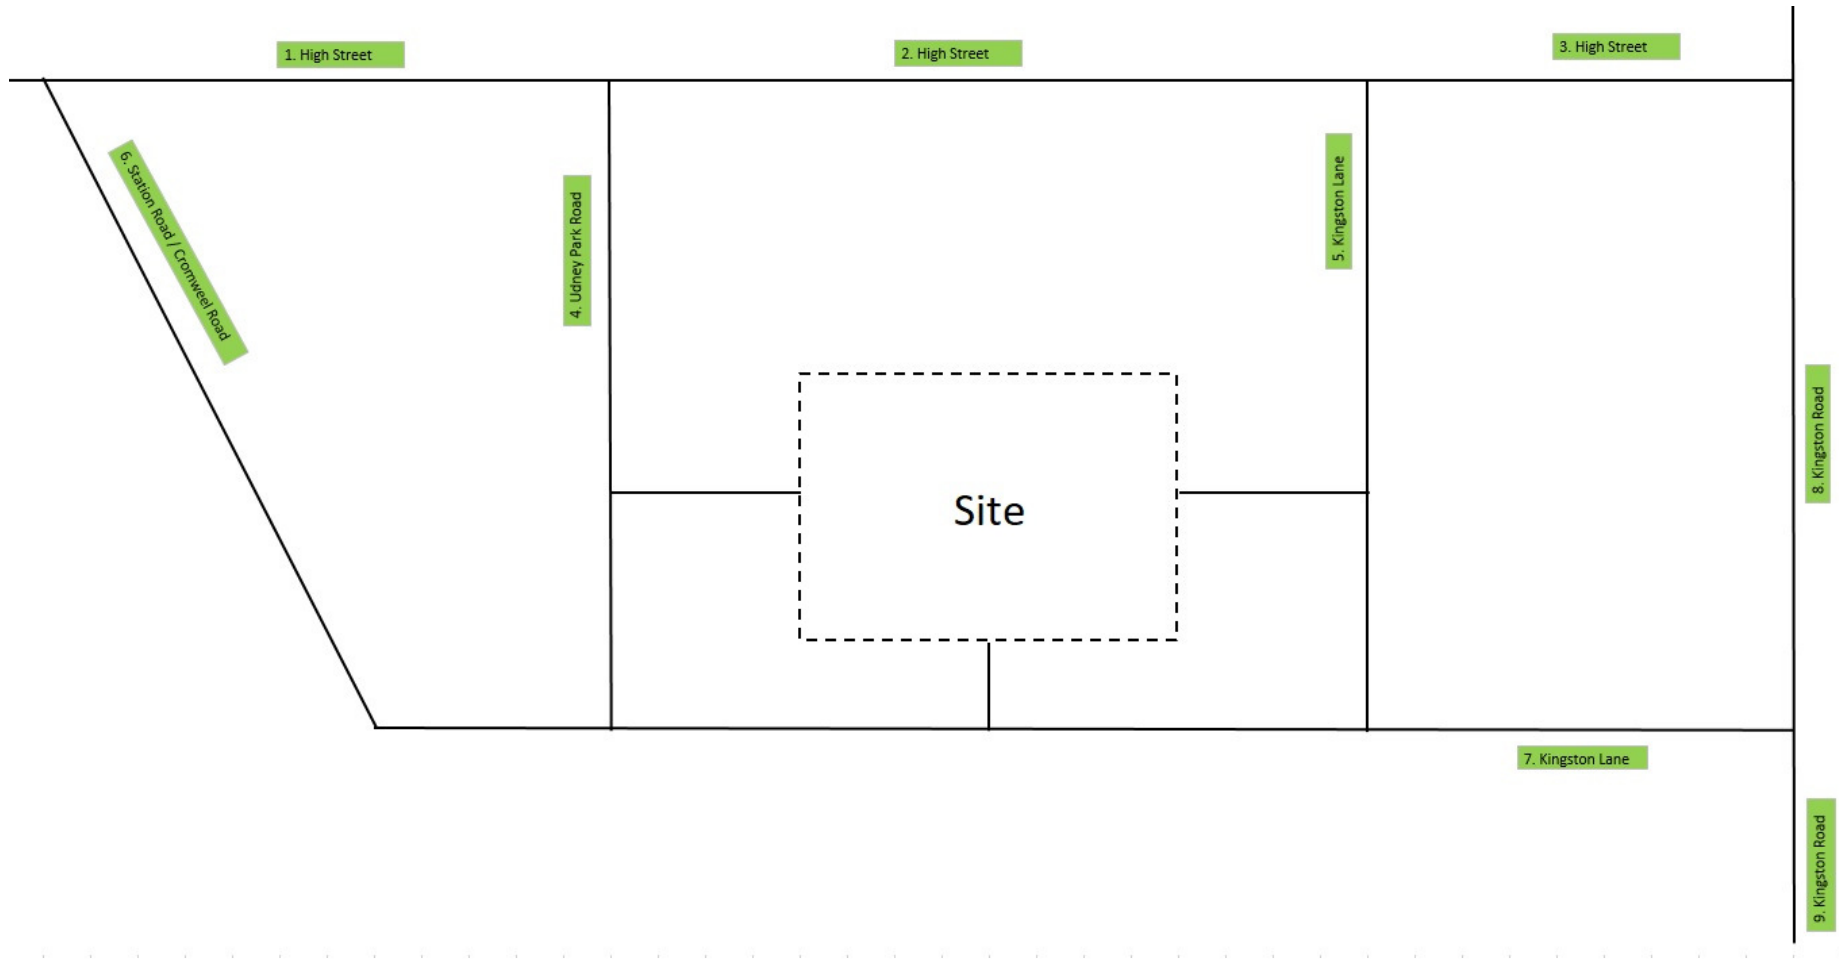 1. High Street
2. High Street
3. High Street
6. Station Road / Cromweel Road
4. Udney Park Road
5. Kingston Lane
Site
8. Kingston Road
7. Kingston Lane
9. Kingston Road